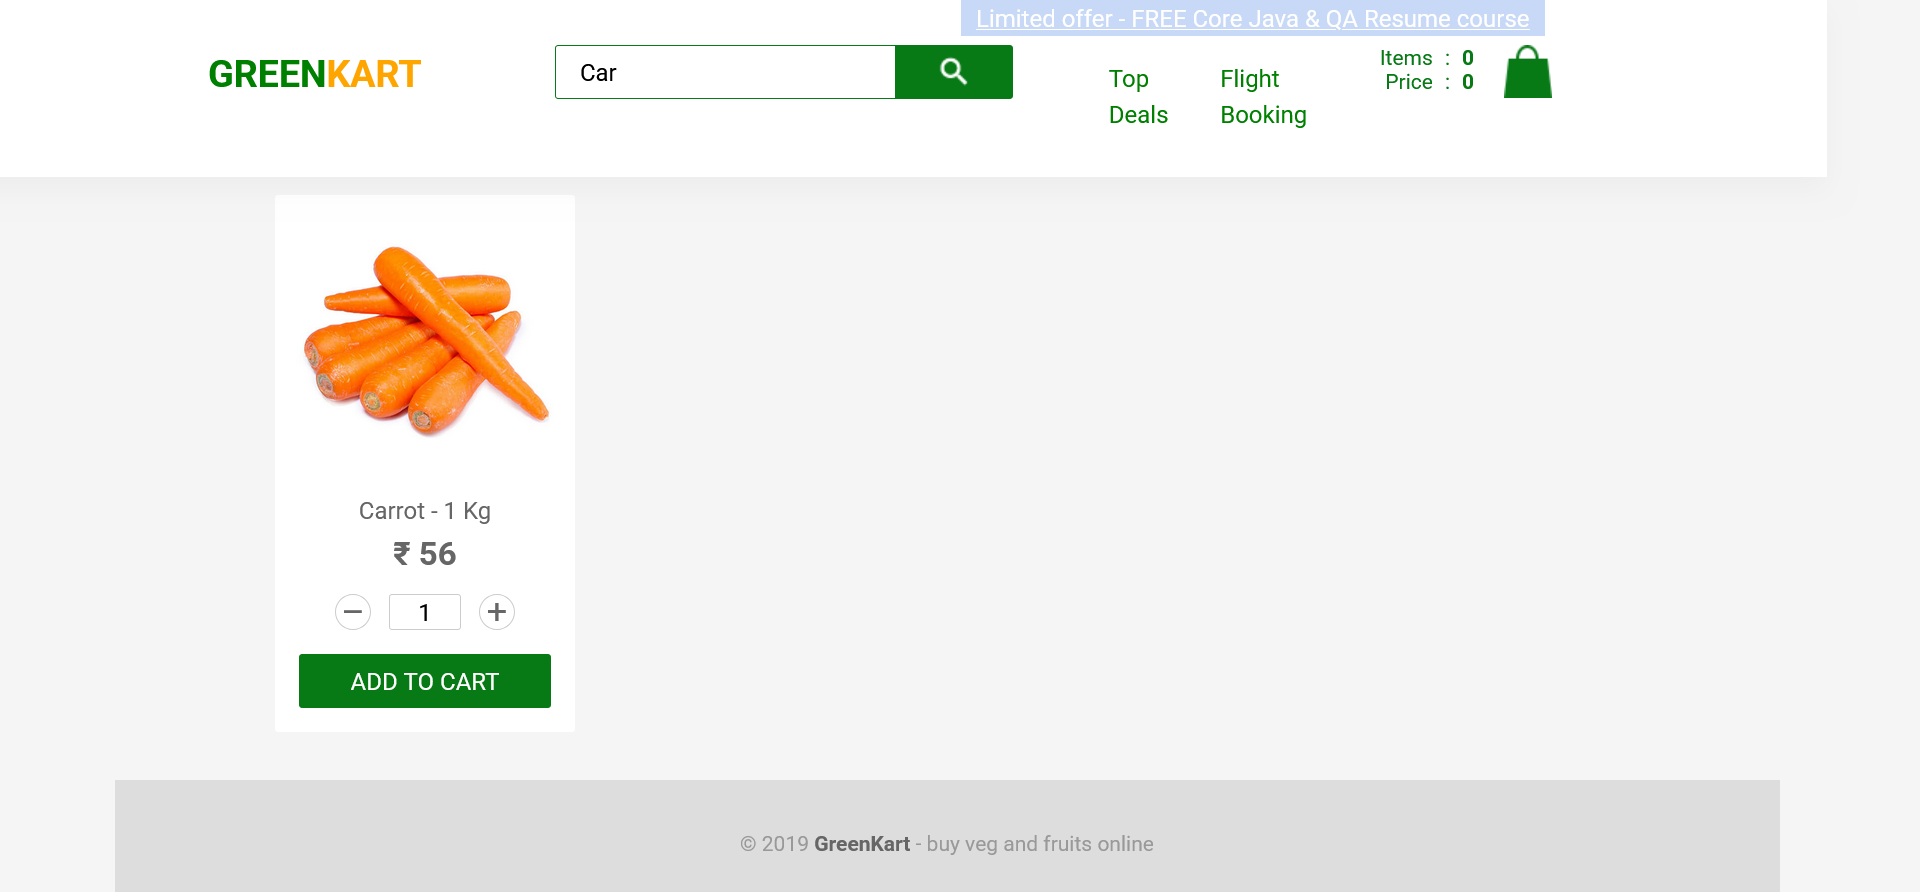 Limited offer - FREE Core Java & QA Resume course
GREENKART
Car
Top Deals
Flight Booking
Items : 0
Price : 0
Carrot - 1 Kg
₹ 56
1
ADD TO CART
© 2019 GreenKart - buy veg and fruits online